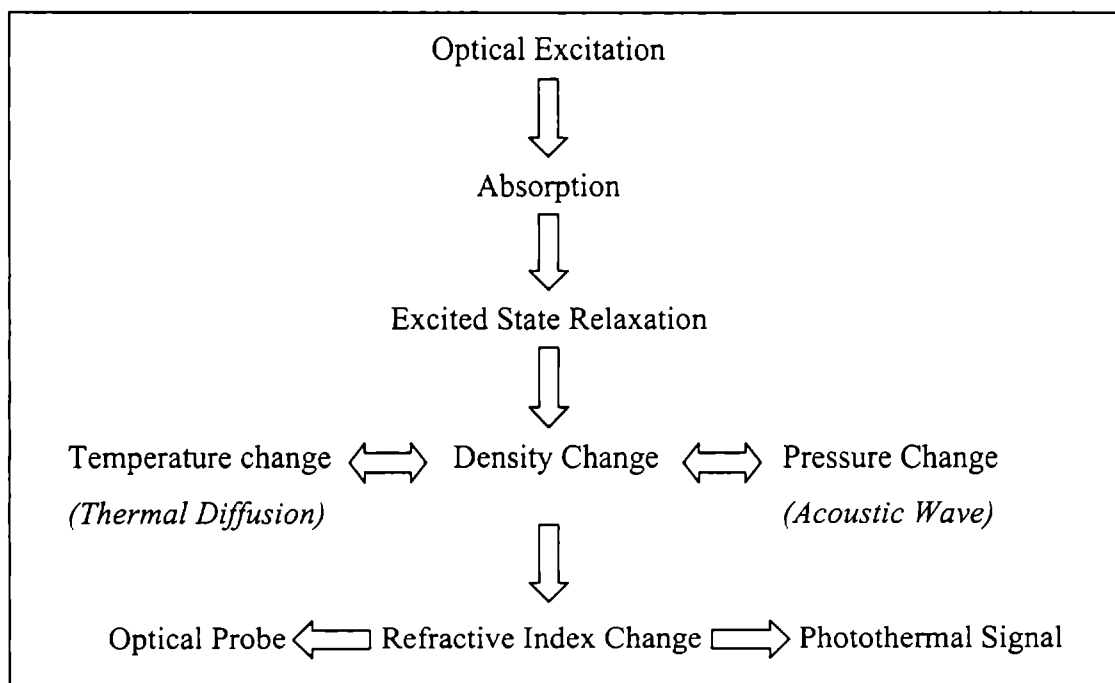 Optical Excitation
Absorption
Excited State Relaxation
Temperature change Density Change Pressure Change
(Thermal Diffusion) (Acoustic Wave)
Optical Probe Refractive Index Change Photothermal Signal